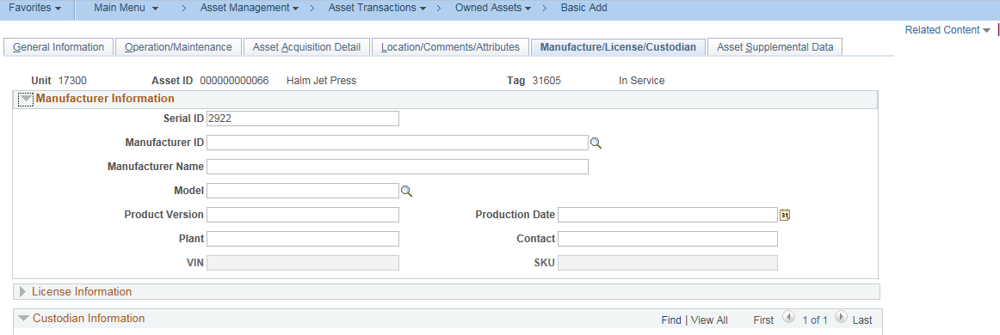 Favorites Main Menu > Asset Management > Asset Transactions > Owned Assets > Basic Add
Related Content
General Information Operation/Maintenance Asset Acquisition Detail Location/Comments/Attributes Manufacture/License/Custodian Asset Supplemental Data
Unit 17300 Asset ID 000000000066 Halm Jet Press Tag 31605 In Service
Manufacturer Information
Serial ID 2922
Manufacturer ID
Manufacturer Name
Model
Product Version Production Date 31
Plant Contact
VIN SKU
License Information
Custodian Information Find | View All First 1 of 1 Last